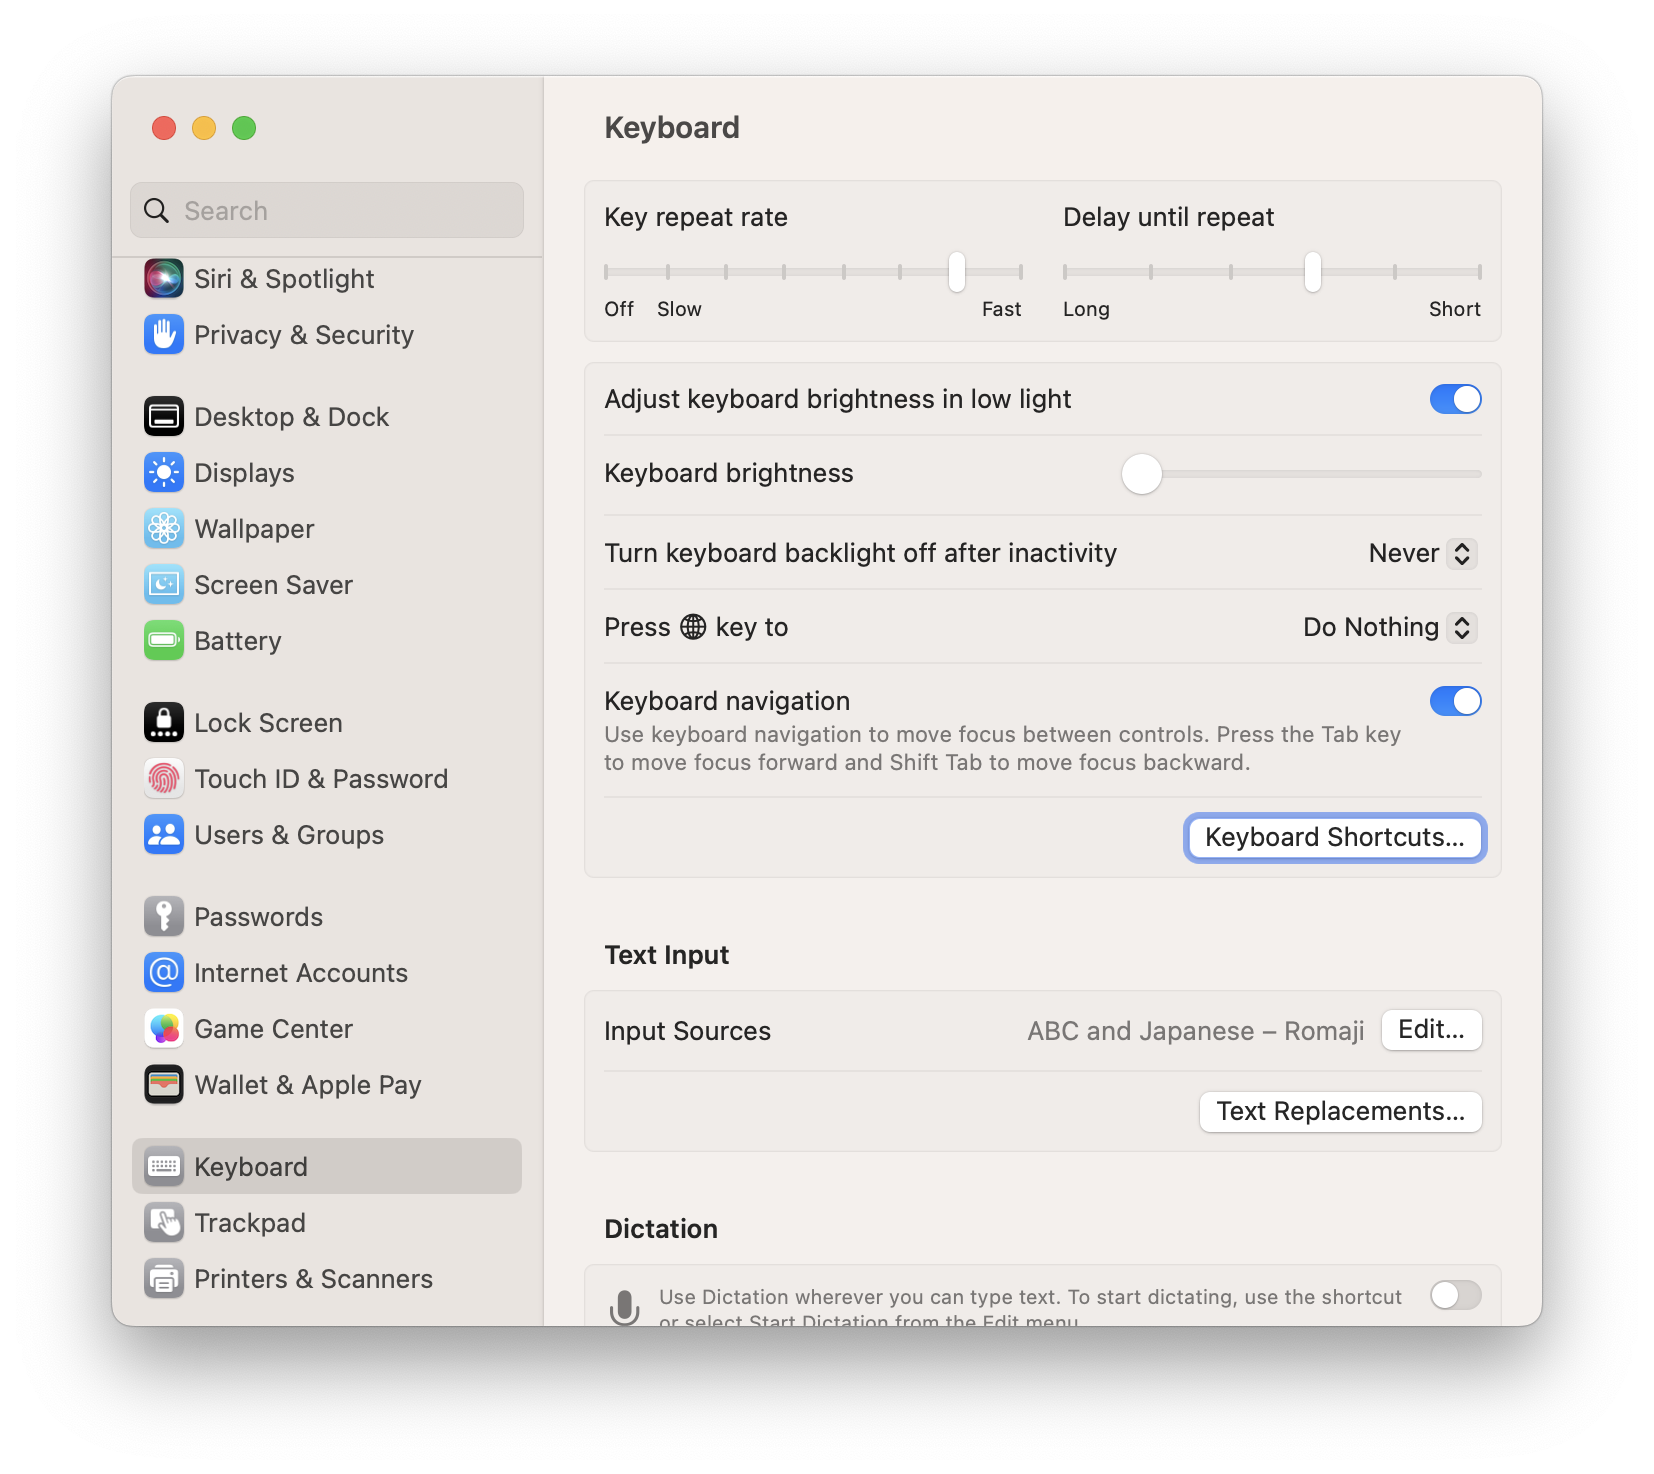 Search
Siri & Spotlight
Privacy & Security
Desktop & Dock
Displays
Wallpaper
Screen Saver
Battery
Lock Screen
Touch ID & Password
Users & Groups
Passwords
Internet Accounts
Game Center
Wallet & Apple Pay
Keyboard
Trackpad
Printers & Scanners
Keyboard
Key repeat rate
Off Slow Fast
Delay until repeat
Long Short
Adjust keyboard brightness in low light
Keyboard brightness
Turn keyboard backlight off after inactivity Never
Press key to Do Nothing
Keyboard navigation
Use keyboard navigation to move focus between controls. Press the Tab key
to move focus forward and Shift Tab to move focus backward.
Keyboard Shortcuts...
Text Input
Input Sources ABC and Japanese – Romaji Edit...
Text Replacements...
Dictation
Use Dictation wherever you can type text. To start dictating, use the shortcut
or select Start Dictation from the Edit menu.